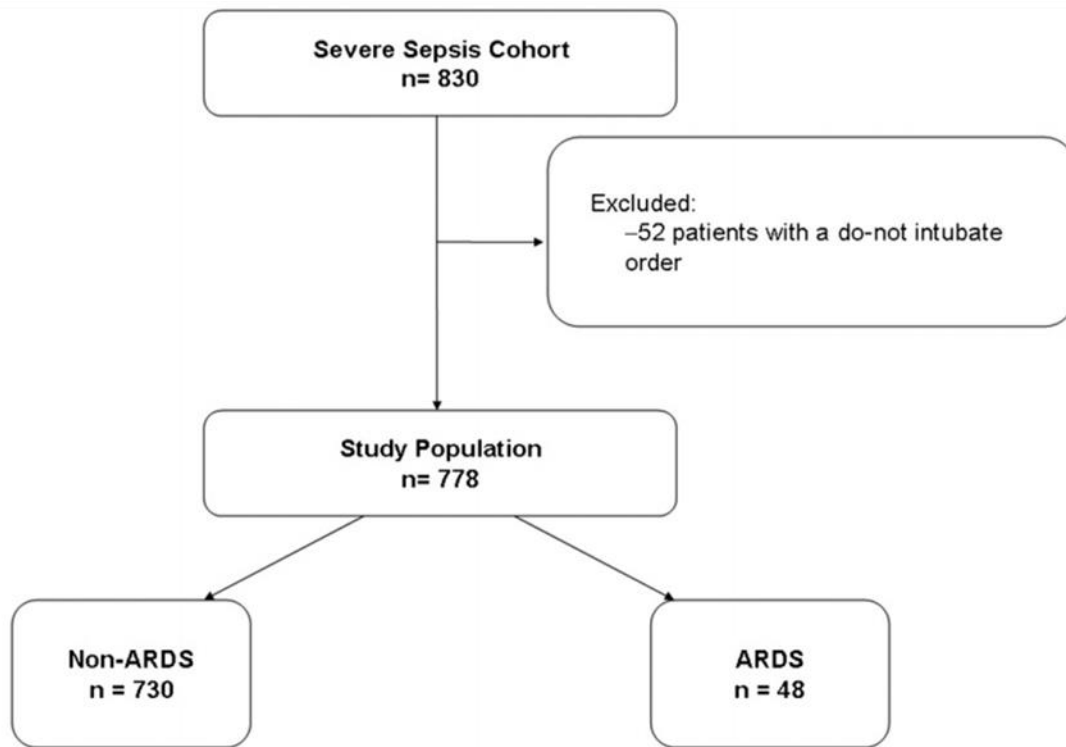 Severe Sepsis Cohort
n= 830
Excluded:
–52 patients with a do-not intubate
order
Study Population
n= 778
Non-ARDS
n = 730
ARDS
n = 48